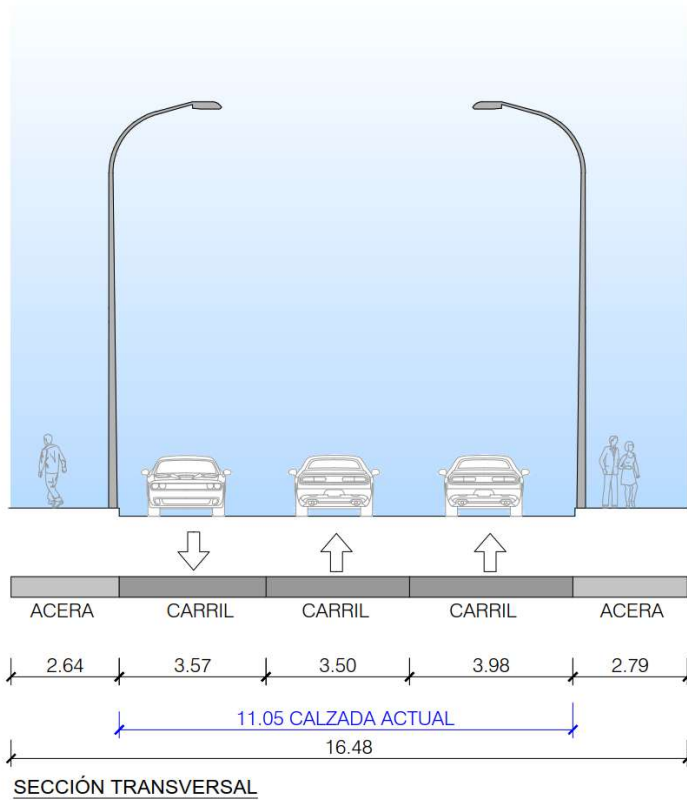 ACERA CARRIL CARRIL CARRIL ACERA
2.64 3.57 3.50 3.98 2.79
11.05 CALZADA ACTUAL
16.48
SECCIÓN TRANSVERSAL